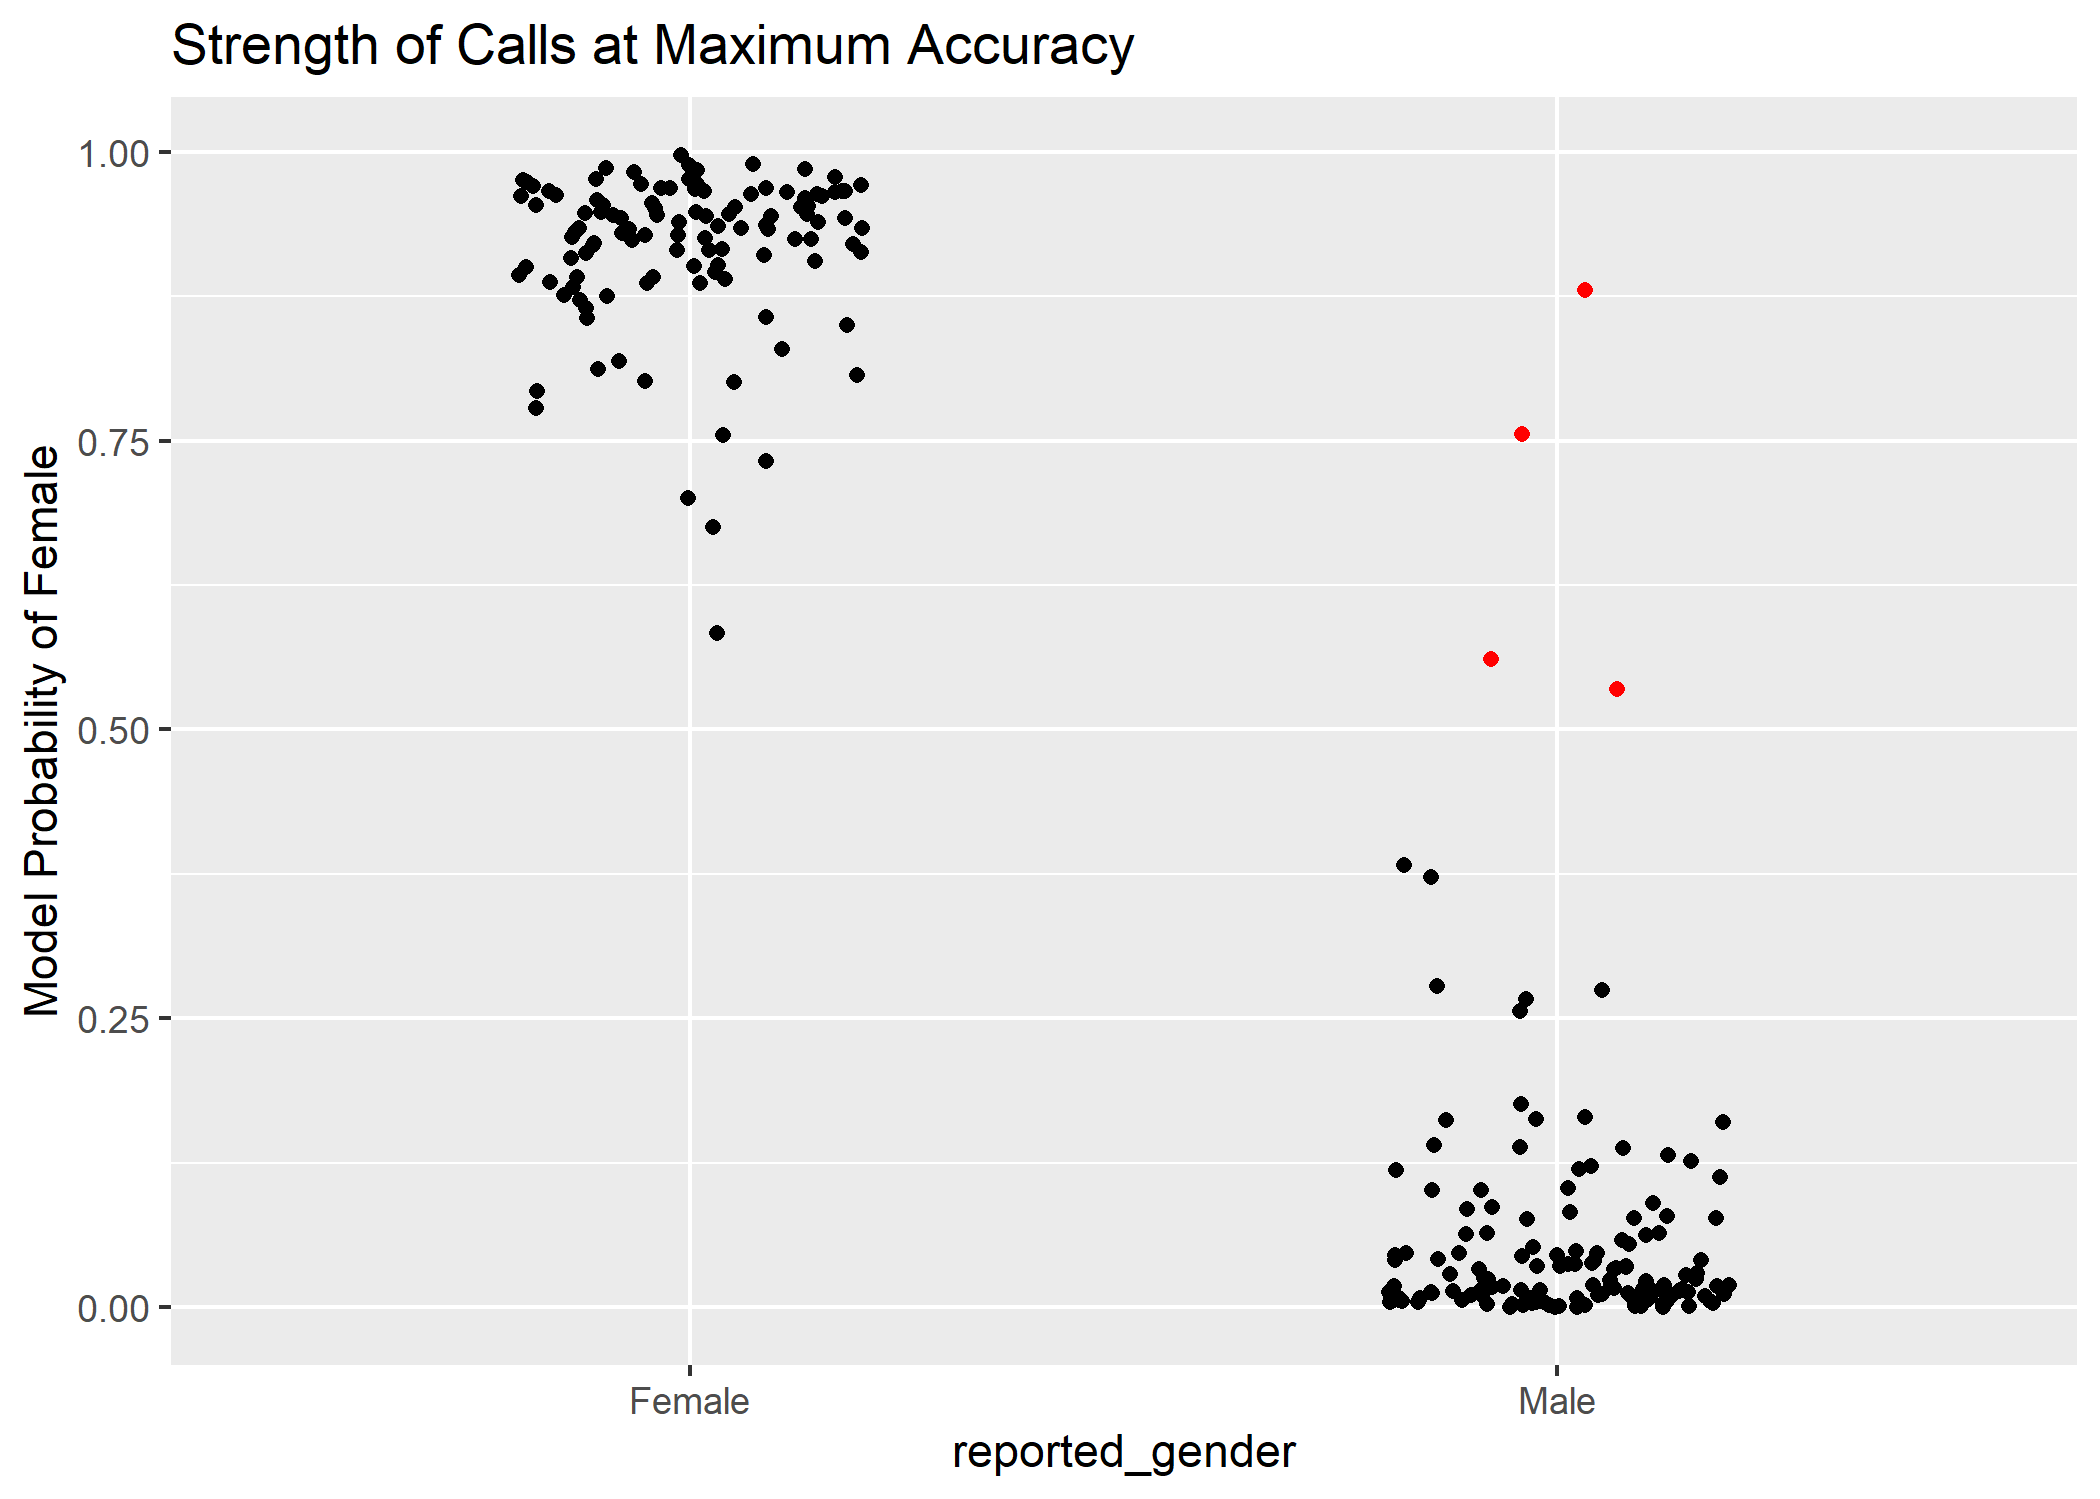 Strength of Calls at Maximum Accuracy
Model Probability of Female
1.00
0.75
0.50
0.25
0.00
Female
Male
reported_gender